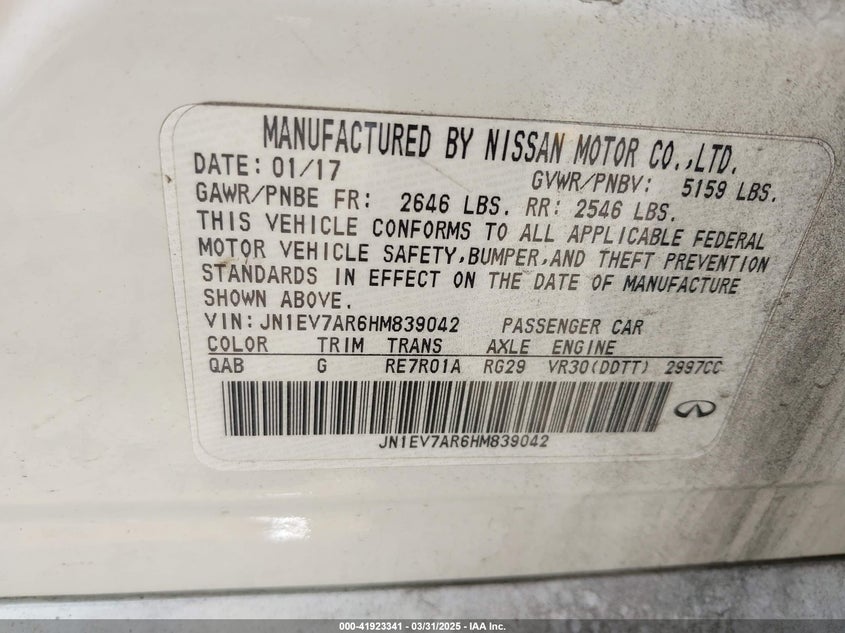 MANUFACTURED BY NISSAN MOTOR CO.,LTD.
DATE: 01/17 GVWR/PNBV: 5159 LBS.
GAWR/PNBE FR: 2646 LBS. RR: 2546 LBS.
THIS VEHICLE CONFORMS TO ALL APPLICABLE FEDERAL
MOTOR VEHICLE SAFETY,BUMPER,AND THEFT PREVENTION
STANDARDS IN EFFECT ON THE DATE OF MANUFACTURE
SHOWN ABOVE.
VIN: JN1EV7AR6HM839042 PASSENGER CAR
COLOR TRIM TRANS AXLE ENGINE
QAB G RE7R01A RG29 VR30(DDTT) 2997CC
JN1EV7AR6HM839042
000-41923341 / 03/31/2025 - IAA Inc.